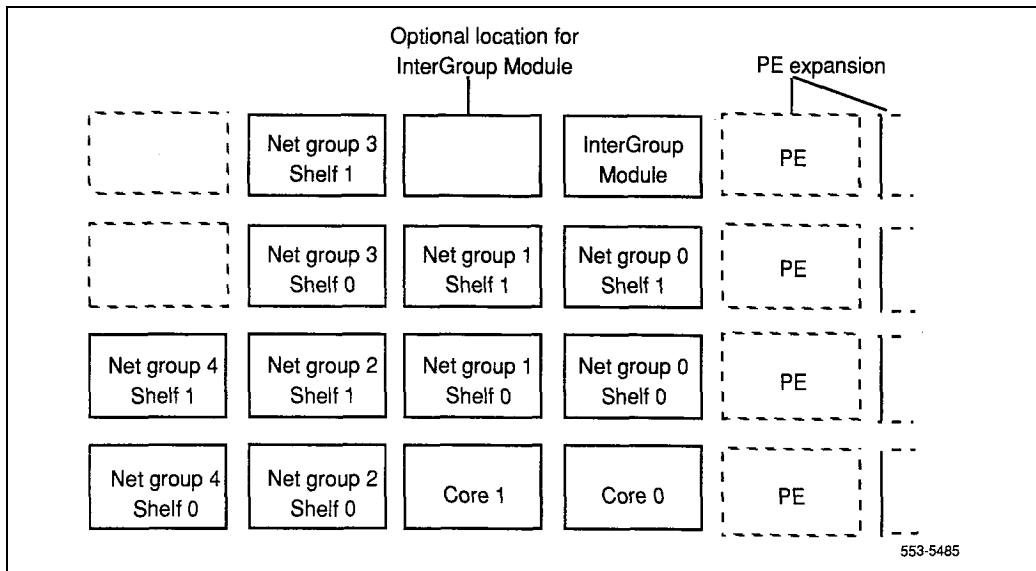 Optional location for
InterGroup Module
PE expansion
Net group 3
Shelf 1
InterGroup
Module
PE
Net group 3
Shelf 0
Net group 1
Shelf 1
Net group 0
Shelf 1
PE
Net group 4
Shelf 1
Net group 2
Shelf 1
Net group 1
Shelf 0
Net group 0
Shelf 0
PE
Net group 4
Shelf 0
Net group 2
Shelf 0
Core 1
Core 0
PE
553-5485